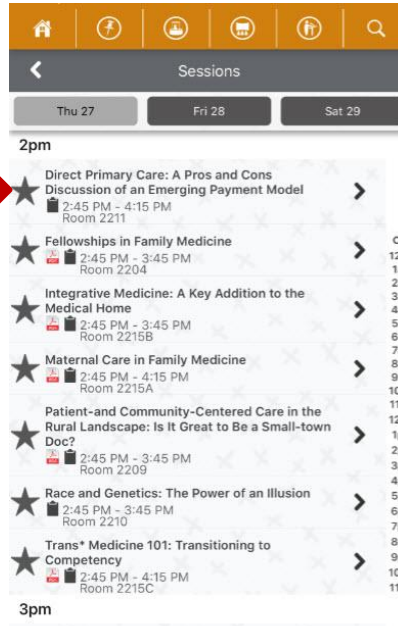 Sessions
Thu 27
Fri 28
Sat 29
2pm
Direct Primary Care: A Pros and Cons
Discussion of an Emerging Payment Model
2:45 PM - 4:15 PM
Room 2211
Fellowships in Family Medicine
2:45 PM - 3:45 PM
Room 2204
Integrative Medicine: A Key Addition to the
Medical Home
2:45 PM - 3:45 PM
Room 2215B
Maternal Care in Family Medicine
2:45 PM - 4:15 PM
Room 2215A
Patient-and Community-Centered Care in the
Rural Landscape: Is It Great to Be a Small-town
Doc?
2:45 PM - 3:45 PM
Room 2209
Race and Genetics: The Power of an Illusion
2:45 PM - 3:45 PM
Room 2210
Trans* Medicine 101: Transitioning to
Competency
2:45 PM - 4:15 PM
Room 2215C
3pm